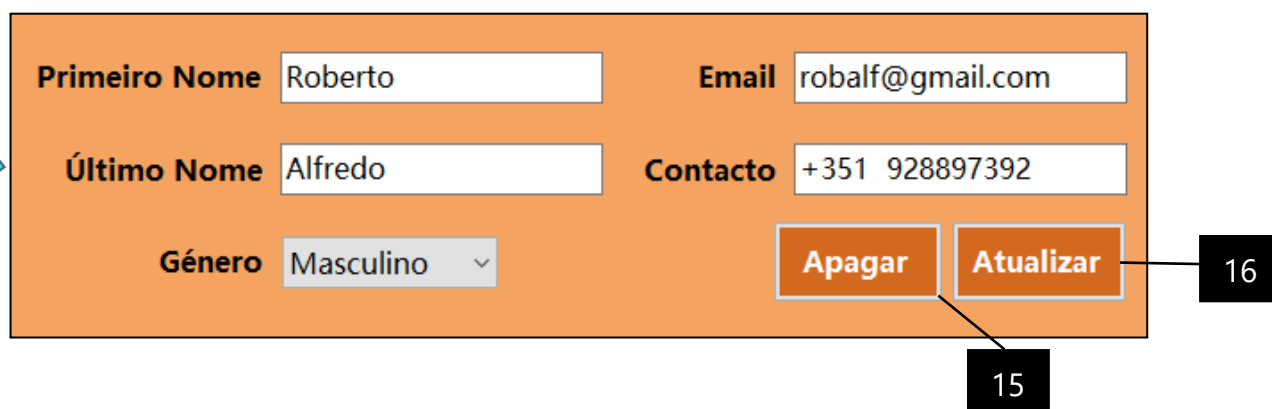 Primeiro Nome Roberto Email robalf@gmail.com
Último Nome Alfredo Contacto +351 928897392
Género Masculino Apagar Atualizar
16
15